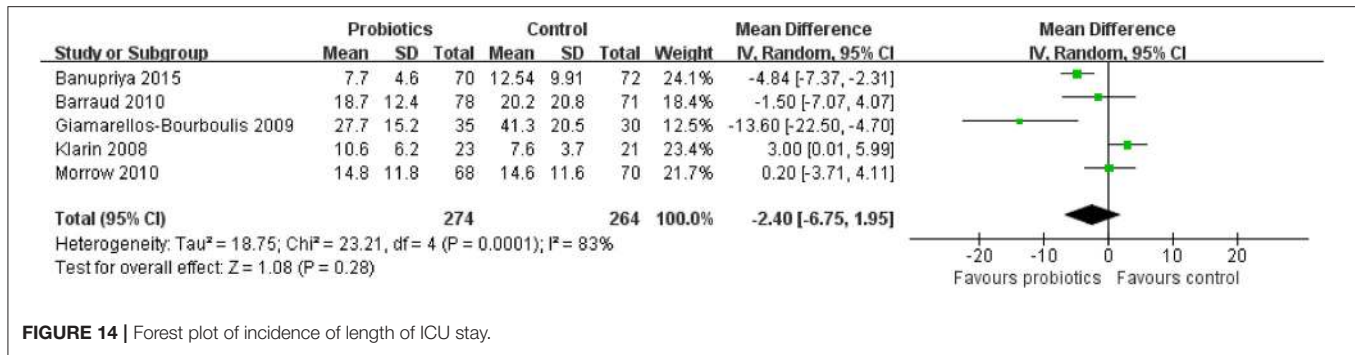 Probiotics Control Mean Difference Mean Difference
Study or Subgroup Mean SD Total Mean SD Total Weight IV, Random, 95% CI IV, Random, 95% CI
Banupriya 2015 7.7 4.6 70 12.54 9.91 72 24.1% -4.84 [-7.37, -2.31]
Barraud 2010 18.7 12.4 78 20.2 20.8 71 18.4% -1.50 [-7.07, 4.07]
Giamarellos-Bourboulis 2009 27.7 15.2 35 41.3 20.5 30 12.5% -13.60 [-22.50, -4.70]
Klarin 2008 10.6 6.2 23 7.6 3.7 21 23.4% 3.00 [0.01, 5.99]
Morrow 2010 14.8 11.8 68 14.6 11.6 70 21.7% 0.20 [-3.71, 4.11]
Total (95% CI) 274 264 100.0% -2.40 [-6.75, 1.95]
Heterogeneity: Tau² = 18.75; Chi² = 23.21, df = 4 (P = 0.0001); I² = 83%
Test for overall effect: Z = 1.08 (P = 0.28)
-20 -10 0 10 20
Favours probiotics Favours control
FIGURE 14 | Forest plot of incidence of length of ICU stay.